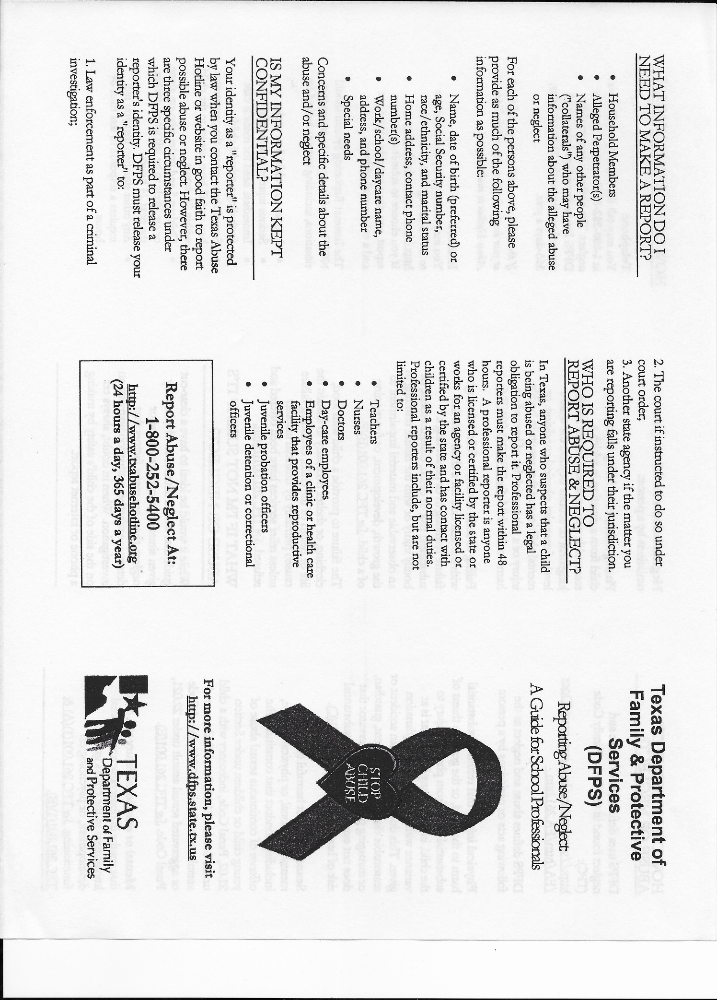 WHAT INFORMATION DO I
NEED TO MAKE A REPORT?
• Household Members
• Alleged Perpetrator(s)
• Names of any other people
("collaterals") who may have
information about the alleged abuse
or neglect
For each of the persons above, please
provide as much of the following
information as possible:
• Name, date of birth (preferred) or
age, Social Security number,
race/ethnicity, and marital status
• Home address, contact phone
number(s)
• Work/school/daycare name,
address, and phone number
• Special needs
Concerns and specific details about the
abuse and/or neglect
IS MY INFORMATION KEPT
CONFIDENTIAL?
Your identity as a "reporter" is protected
by law when you contact the Texas Abuse
Hotline or website in good faith to report
possible abuse or neglect. However, there
are three specific circumstances under
which DFPS is required to release a
reporter's identity. DFPS must release your
identity as a "reporter" to:
1. Law enforcement as part of a criminal
investigation;
2. The court if instructed to do so under
court order;
3. Another state agency if the matter you
are reporting falls under their jurisdiction.
WHO IS REQUIRED TO
REPORT ABUSE & NEGLECT?
In Texas, anyone who suspects that a child
is being abused or neglected has a legal
obligation to report it. Professional
reporters must make the report within 48
hours. A professional reporter is anyone
who is licensed or certified by the state or
works for an agency or facility licensed or
certified by the state and has contact with
children as a result of their normal duties.
Professional reporters include, but are not
limited to:
• Teachers
• Nurses
• Doctors
• Day-care employees
• Employees of a clinic or health care
facility that provides reproductive
services
• Juvenile probation officers
• Juvenile detention or correctional
officers
Report Abuse/Neglect At:
1-800-252-5400
http://www.txabusehotline.org
(24 hours a day, 365 days a year)
Texas Department of
Family & Protective
Services
(DFPS)
Reporting Abuse/Neglect:
A Guide for School Professionals
STOP
CHILD
ABUSE
For more information, please visit
http://www.dfps.state.tx.us
TEXAS
Department of Family
and Protective Services